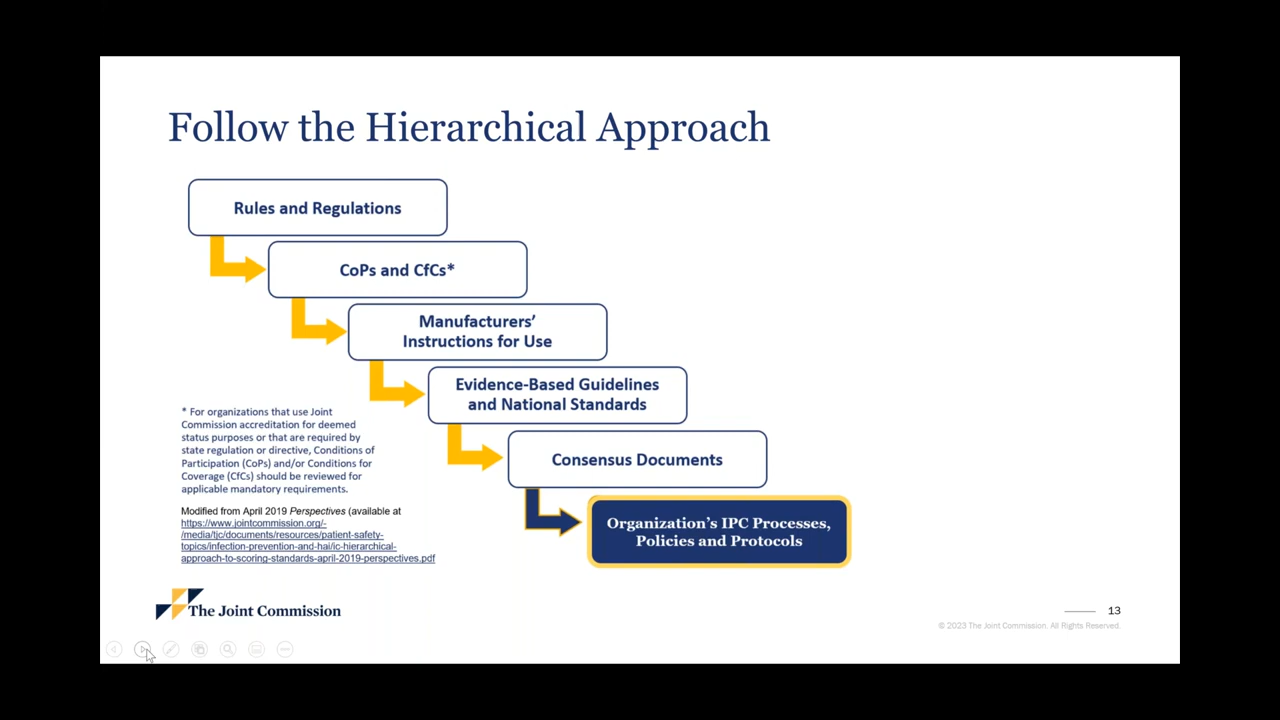 Follow the Hierarchical Approach
Rules and Regulations
CoPs and CfCs*
Manufacturers’
Instructions for Use
Evidence-Based Guidelines
and National Standards
Consensus Documents
Organization’s IPC Processes,
Policies and Protocols
* For organizations that use Joint
Commission accreditation for deemed
status purposes or that are required by
state regulation or directive, Conditions of
Participation (CoPs) and/or Conditions for
Coverage (CfCs) should be reviewed for
applicable mandatory requirements.
Modified from April 2019 Perspectives (available at
https://www.jointcommission.org/-
/media/tjc/documents/resources/patient-safety-
topics/infection-prevention-and-hai/ic-hierarchical-
approach-to-scoring-standards-april-2019-perspectives.pdf
The Joint Commission
13
© 2023 The Joint Commission. All Rights Reserved.